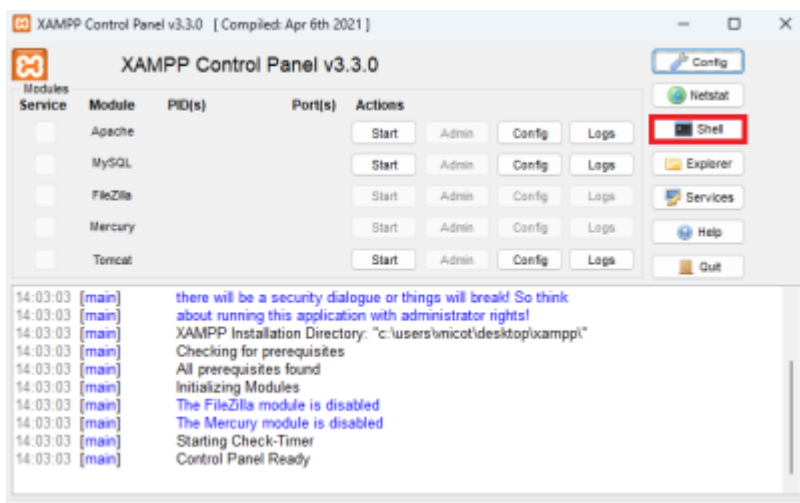 XAMPP Control Panel v3.3.0 [ Compiled: Apr 6th 2021 ]
XAMPP Control Panel v3.3.0
Config
Modules
Service Module PID(s) Port(s) Actions
Netstat
Apache Start Admin Config Logs
Shell
MySQL Start Admin Config Logs
Explorer
FileZilla Start Admin Config Logs
Services
Mercury Start Admin Config Logs
Help
Tomcat Start Admin Config Logs
Quit
14:03:03 [main] there will be a security dialogue or things will break! So think
14:03:03 [main] about running this application with administrator rights!
14:03:03 [main] XAMPP Installation Directory: "c:\users\vnicot\desktop\xampp\"
14:03:03 [main] Checking for prerequisites
14:03:03 [main] All prerequisites found
14:03:03 [main] Initializing Modules
14:03:03 [main] The FileZilla module is disabled
14:03:03 [main] The Mercury module is disabled
14:03:03 [main] Starting Check-Timer
14:03:03 [main] Control Panel Ready